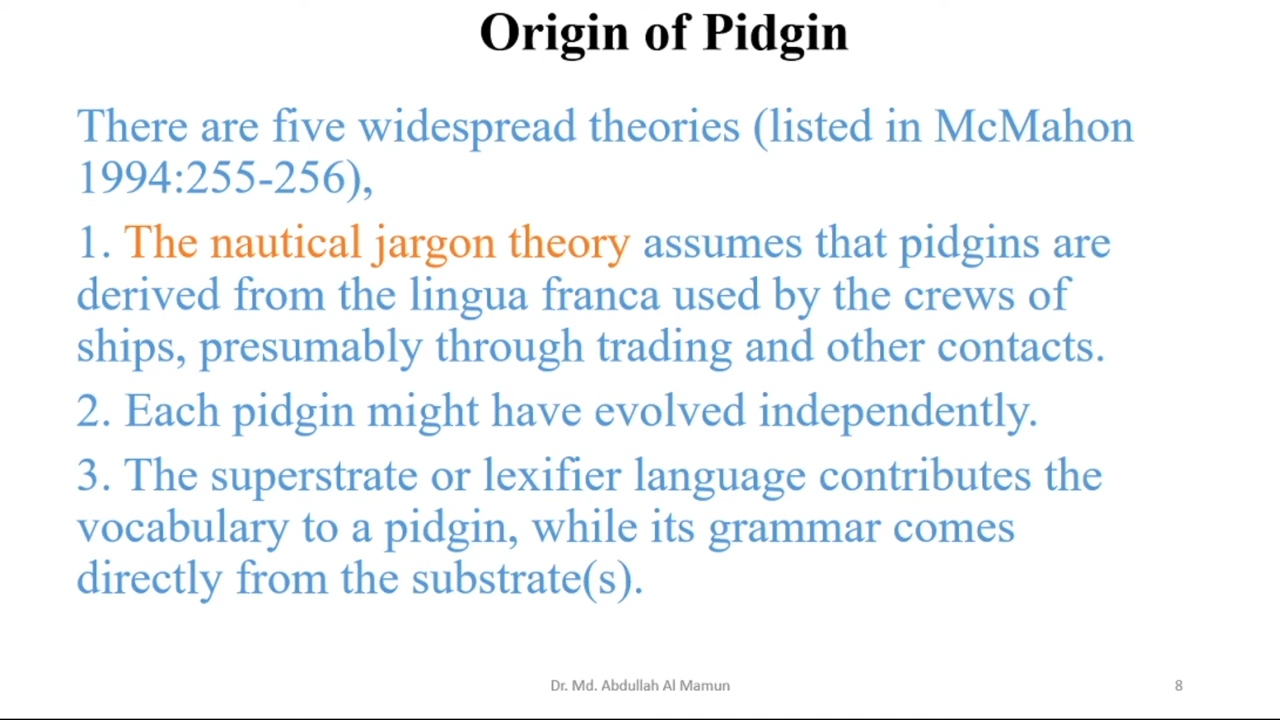 Origin of Pidgin
There are five widespread theories (listed in McMahon
1994:255-256),
1. The nautical jargon theory assumes that pidgins are
derived from the lingua franca used by the crews of
ships, presumably through trading and other contacts.
2. Each pidgin might have evolved independently.
3. The superstrate or lexifier language contributes the
vocabulary to a pidgin, while its grammar comes
directly from the substrate(s).
Dr. Md. Abdullah Al Mamun
8